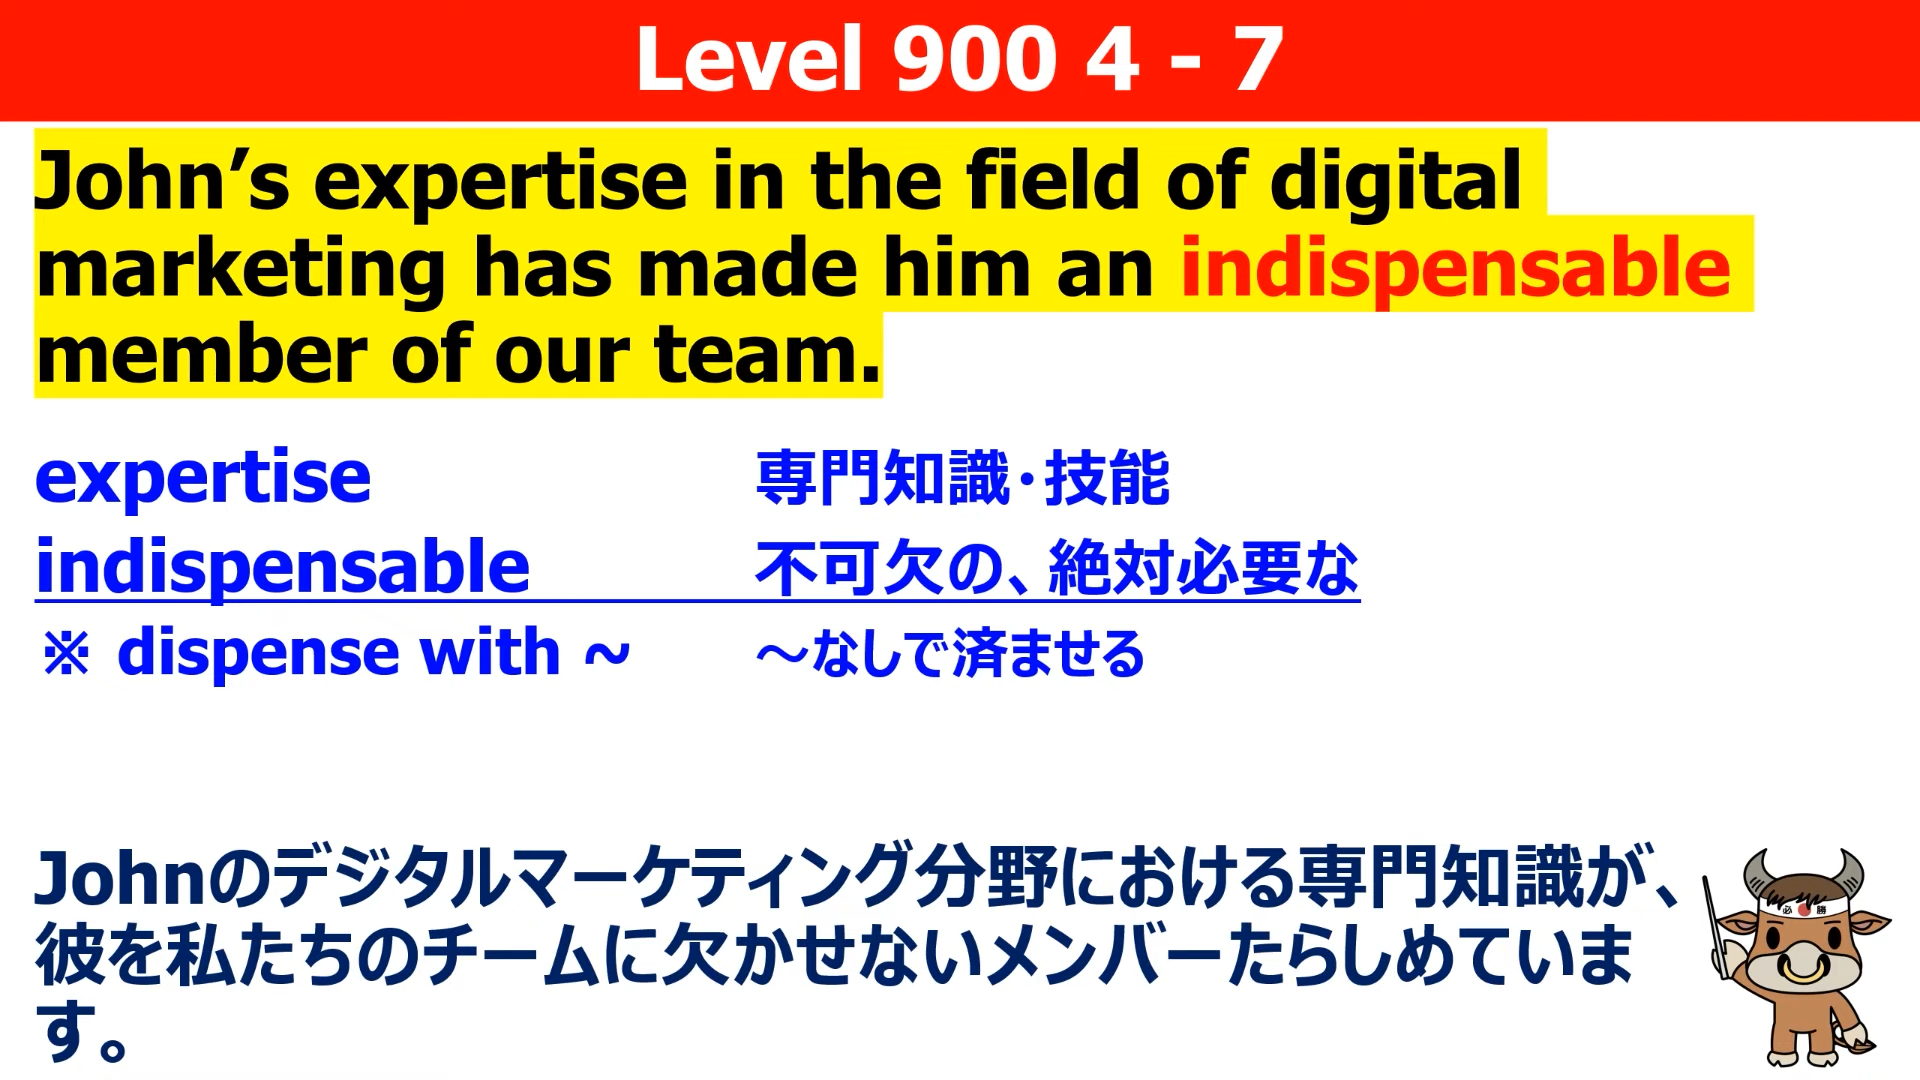 Level 900 4 - 7
John’s expertise in the field of digital
marketing has made him an indispensable
member of our team.
expertise 専門知識・技能
indispensable 不可欠の、絶対必要な
※ dispense with ~ ～なしで済ませる
Johnのデジタルマーケティング分野における専門知識が、
彼を私たちのチームに欠かせないメンバーたらしめていま
す。
必 勝